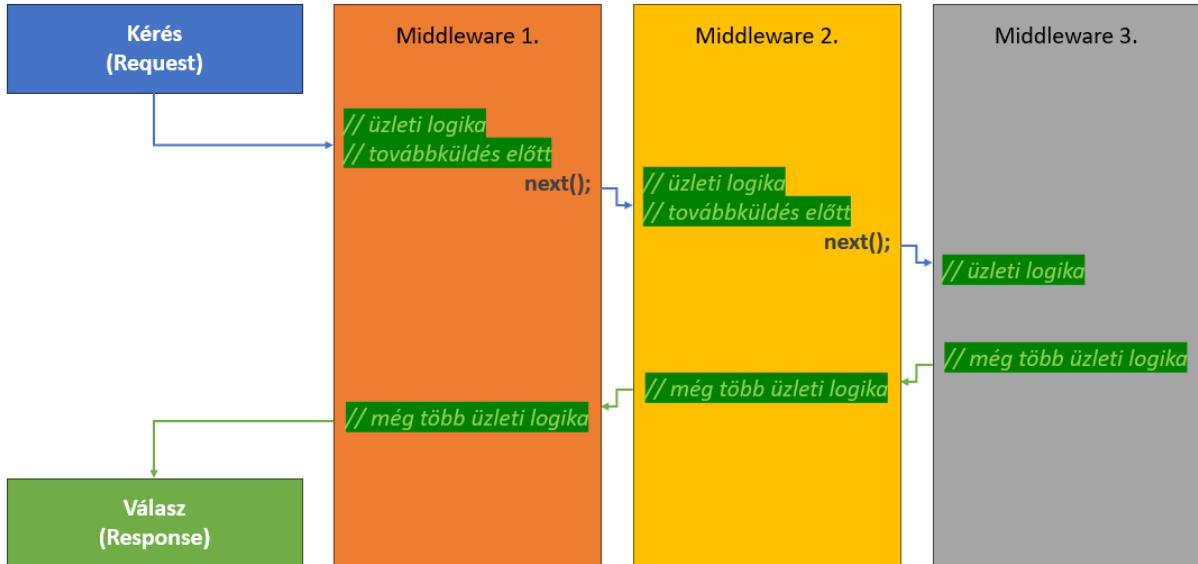 Kérés
(Request)
Middleware 1.
// üzleti logika
// továbbküldés előtt
next();
Middleware 2.
// üzleti logika
// továbbküldés előtt
next();
Middleware 3.
// üzleti logika
// még több üzleti logika
// még több üzleti logika
// még több üzleti logika
Válasz
(Response)